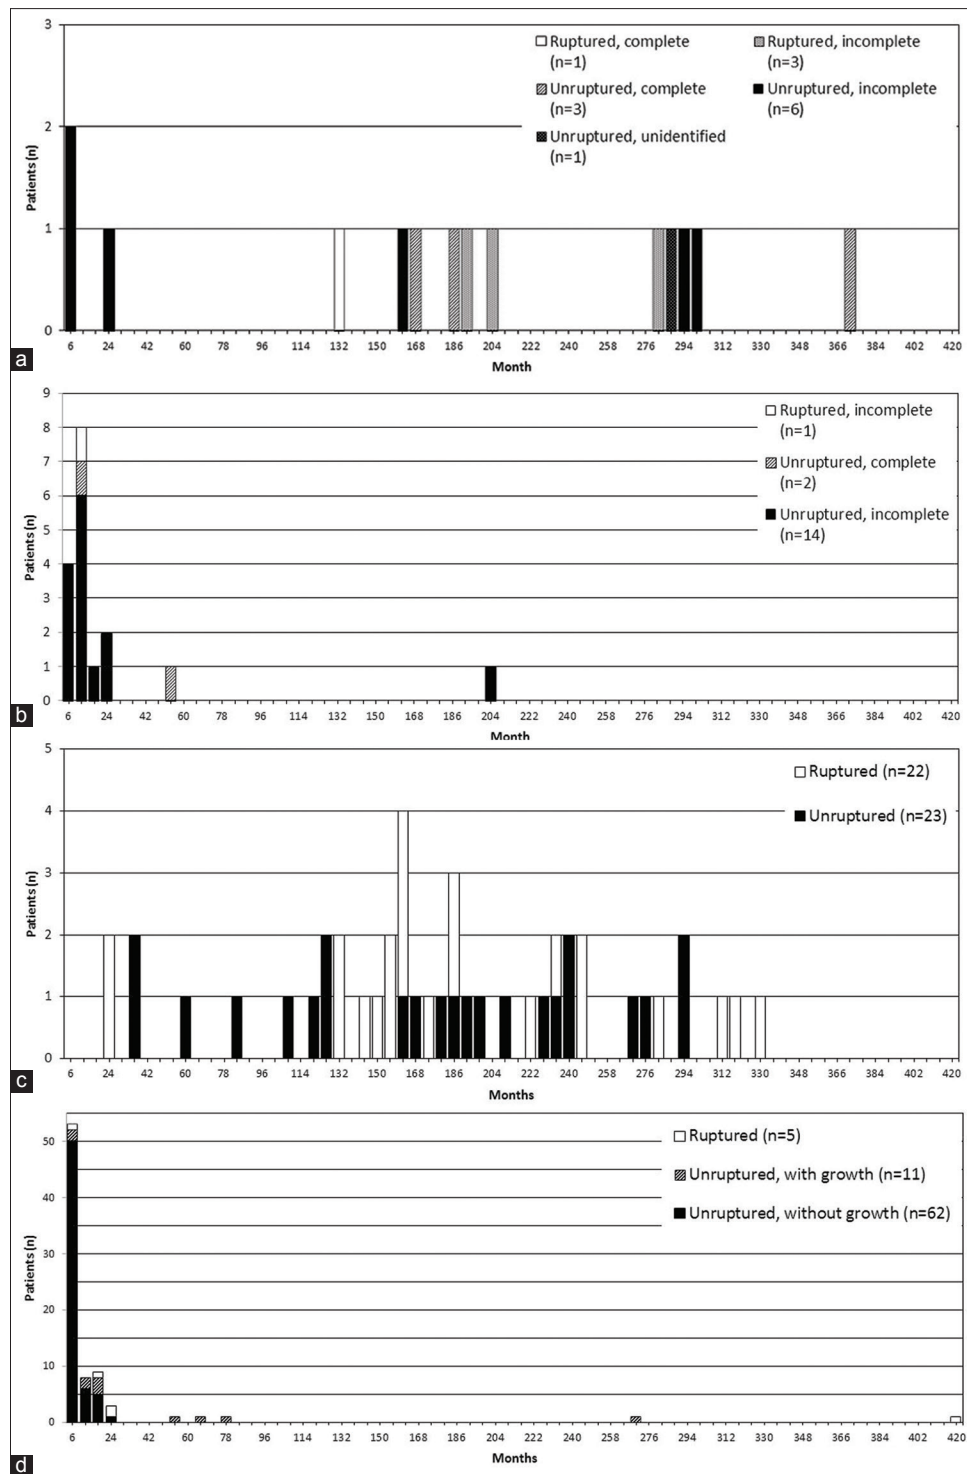 3
Ruptured, complete
(n=1)
Ruptured, incomplete
(n=3)
Unruptured, complete
(n=3)
Unruptured, incomplete
(n=6)
Unruptured, unidentified
(n=1)
2
1
0
Patients (n)
6 24 42 60 78 96 114 132 150 168 186 204 222 240 258 276 294 312 330 348 366 384 402 420
Month
a
9
8
7
6
5
4
3
2
1
0
Patients (n)
Ruptured, incomplete
(n=1)
Unruptured, complete
(n=2)
Unruptured, incomplete
(n=14)
6 24 42 60 78 96 114 132 150 168 186 204 222 240 258 276 294 312 330 348 366 384 402 420
Month
b
5
4
3
2
1
0
Patients (n)
Ruptured (n=22)
Unruptured (n=23)
6 24 42 60 78 96 114 132 150 168 186 204 222 240 258 276 294 312 330 348 366 384 402 420
Months
c
50
40
30
20
10
0
Patients (n)
Ruptured (n=5)
Unruptured, with growth (n=11)
Unruptured, without growth (n=62)
6 24 42 60 78 96 114 132 150 168 186 204 222 240 258 276 294 312 330 348 366 384 402 420
Months
d